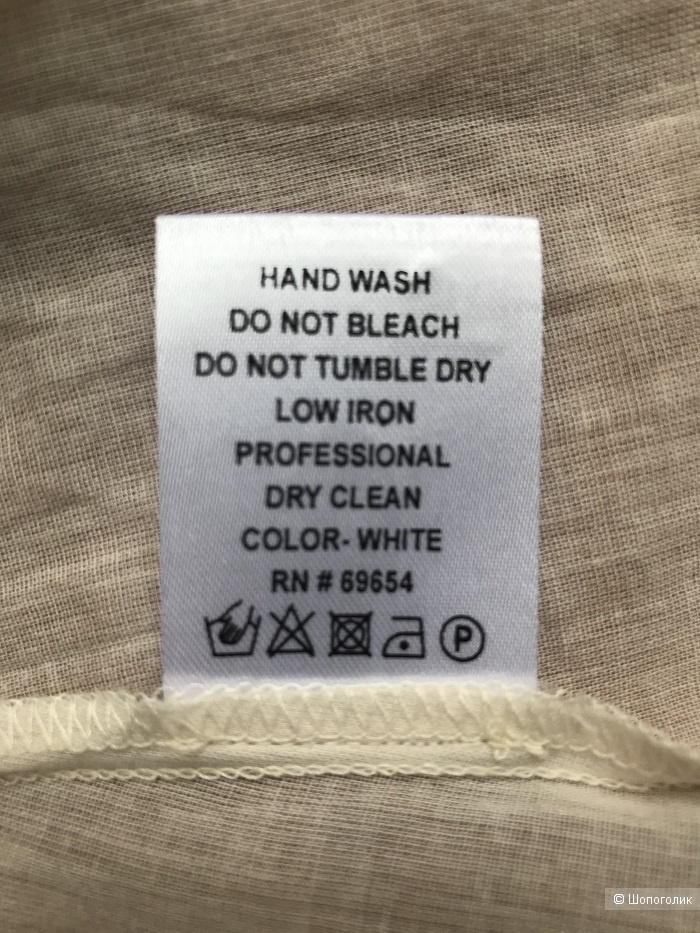 HAND WASH
DO NOT BLEACH
DO NOT TUMBLE DRY
LOW IRON
PROFESSIONAL
DRY CLEAN
COLOR- WHITE
RN # 69654
P
© Шопоголик